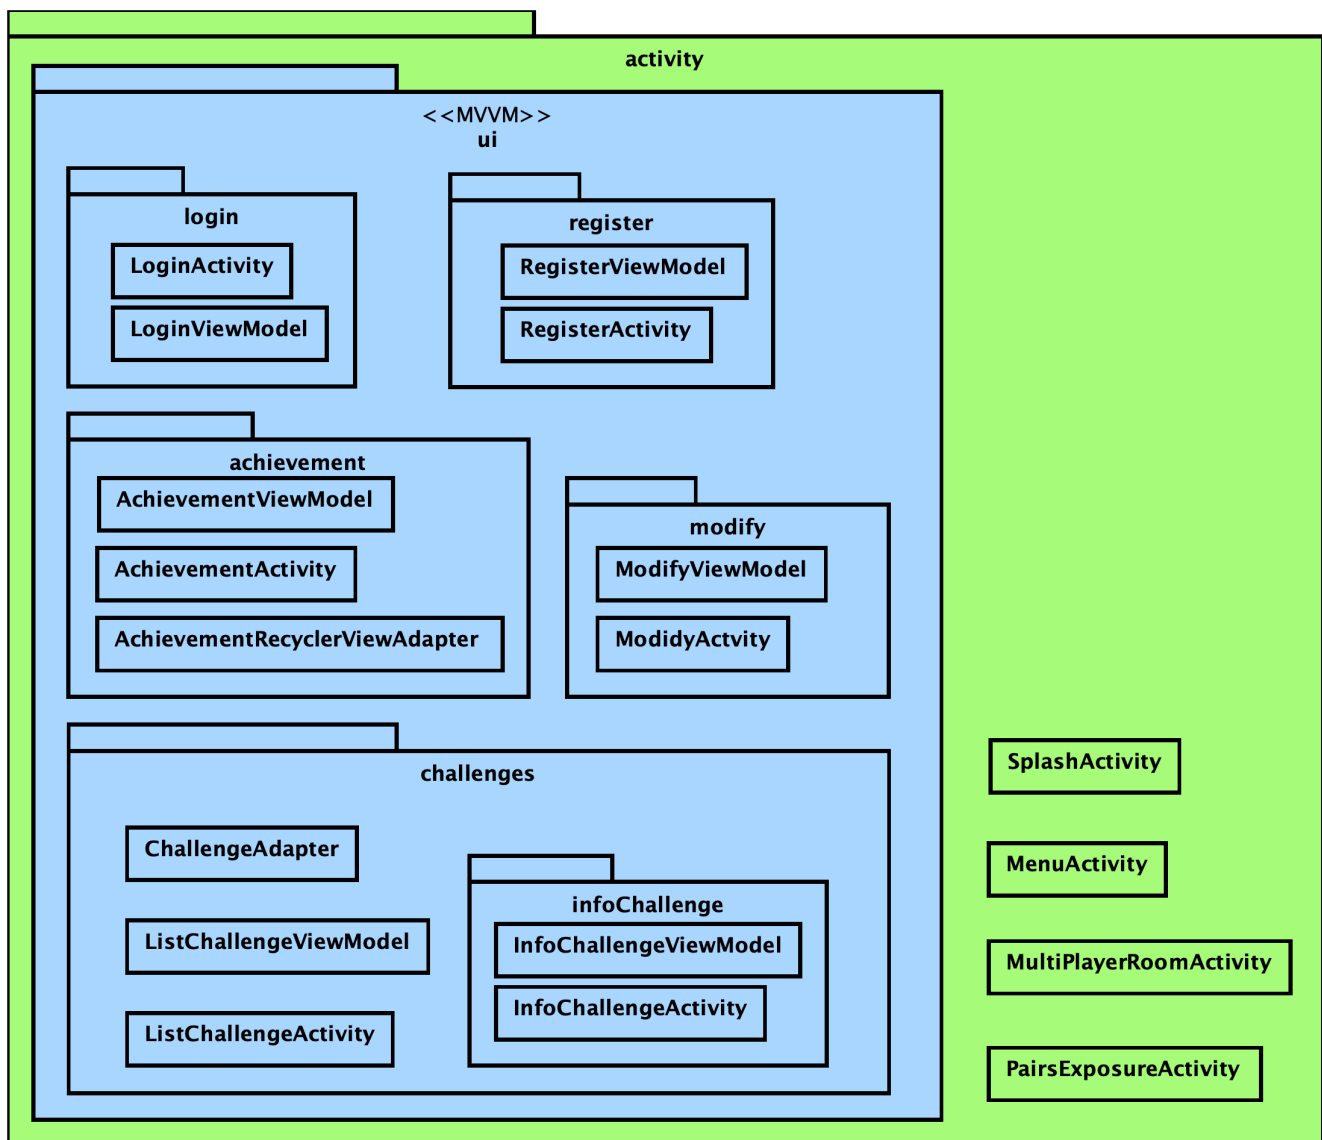 activity
<<MVVM>>
ui
login
LoginActivity
LoginViewModel
register
RegisterViewModel
RegisterActivity
achievement
AchievementViewModel
AchievementActivity
AchievementRecyclerViewAdapter
modify
ModifyViewModel
ModidyActvity
challenges
ChallengeAdapter
ListChallengeViewModel
ListChallengeActivity
infoChallenge
InfoChallengeViewModel
InfoChallengeActivity
SplashActivity
MenuActivity
MultiPlayerRoomActivity
PairsExposureActivity